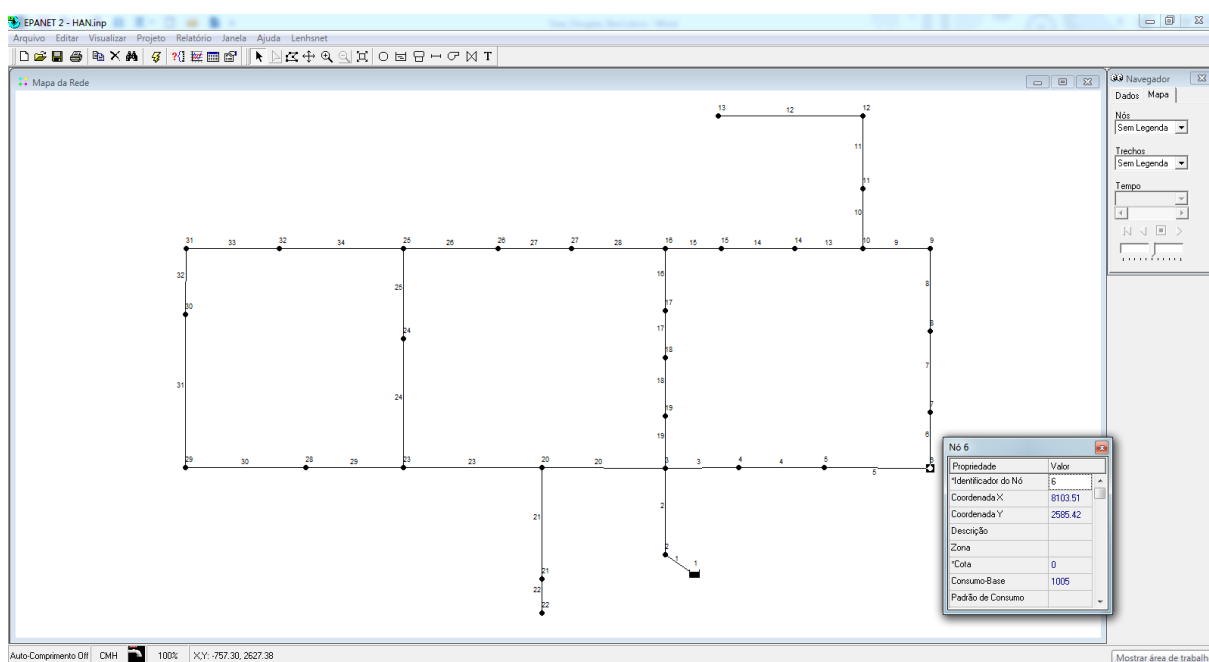 EPANET 2 - HAN.inp
Arquivo Editar Visualizar Projeto Relatório Janela Ajuda Lenhsnet
T
Mapa da Rede
Navegador
Dados Mapa
Nós
Sem Legenda
Trechos
Sem Legenda
Tempo
13 12 12
11
11
10
31 33 32 34 25 26 26 27 27 28 16 15 15 14 14 13 10 9 9
32 16 8
25
30 17
24 17 8
18 7
31 18
24 19 7
19 6
29 30 28 29 23 23 20 20 3 3 4 4 5 5 6
2
21
2 1 1
21
22
22
Nó 6
Propriedade Valor
*Identificador do Nó 6
Coordenada X 8103.51
Coordenada Y 2585.42
Descrição
Zona
*Cota 0
Consumo-Base 1005
Padrão de Consumo
Auto-Comprimento Off CMH 100% X,Y: -757.30, 2627.38
Mostrar área de trabalho